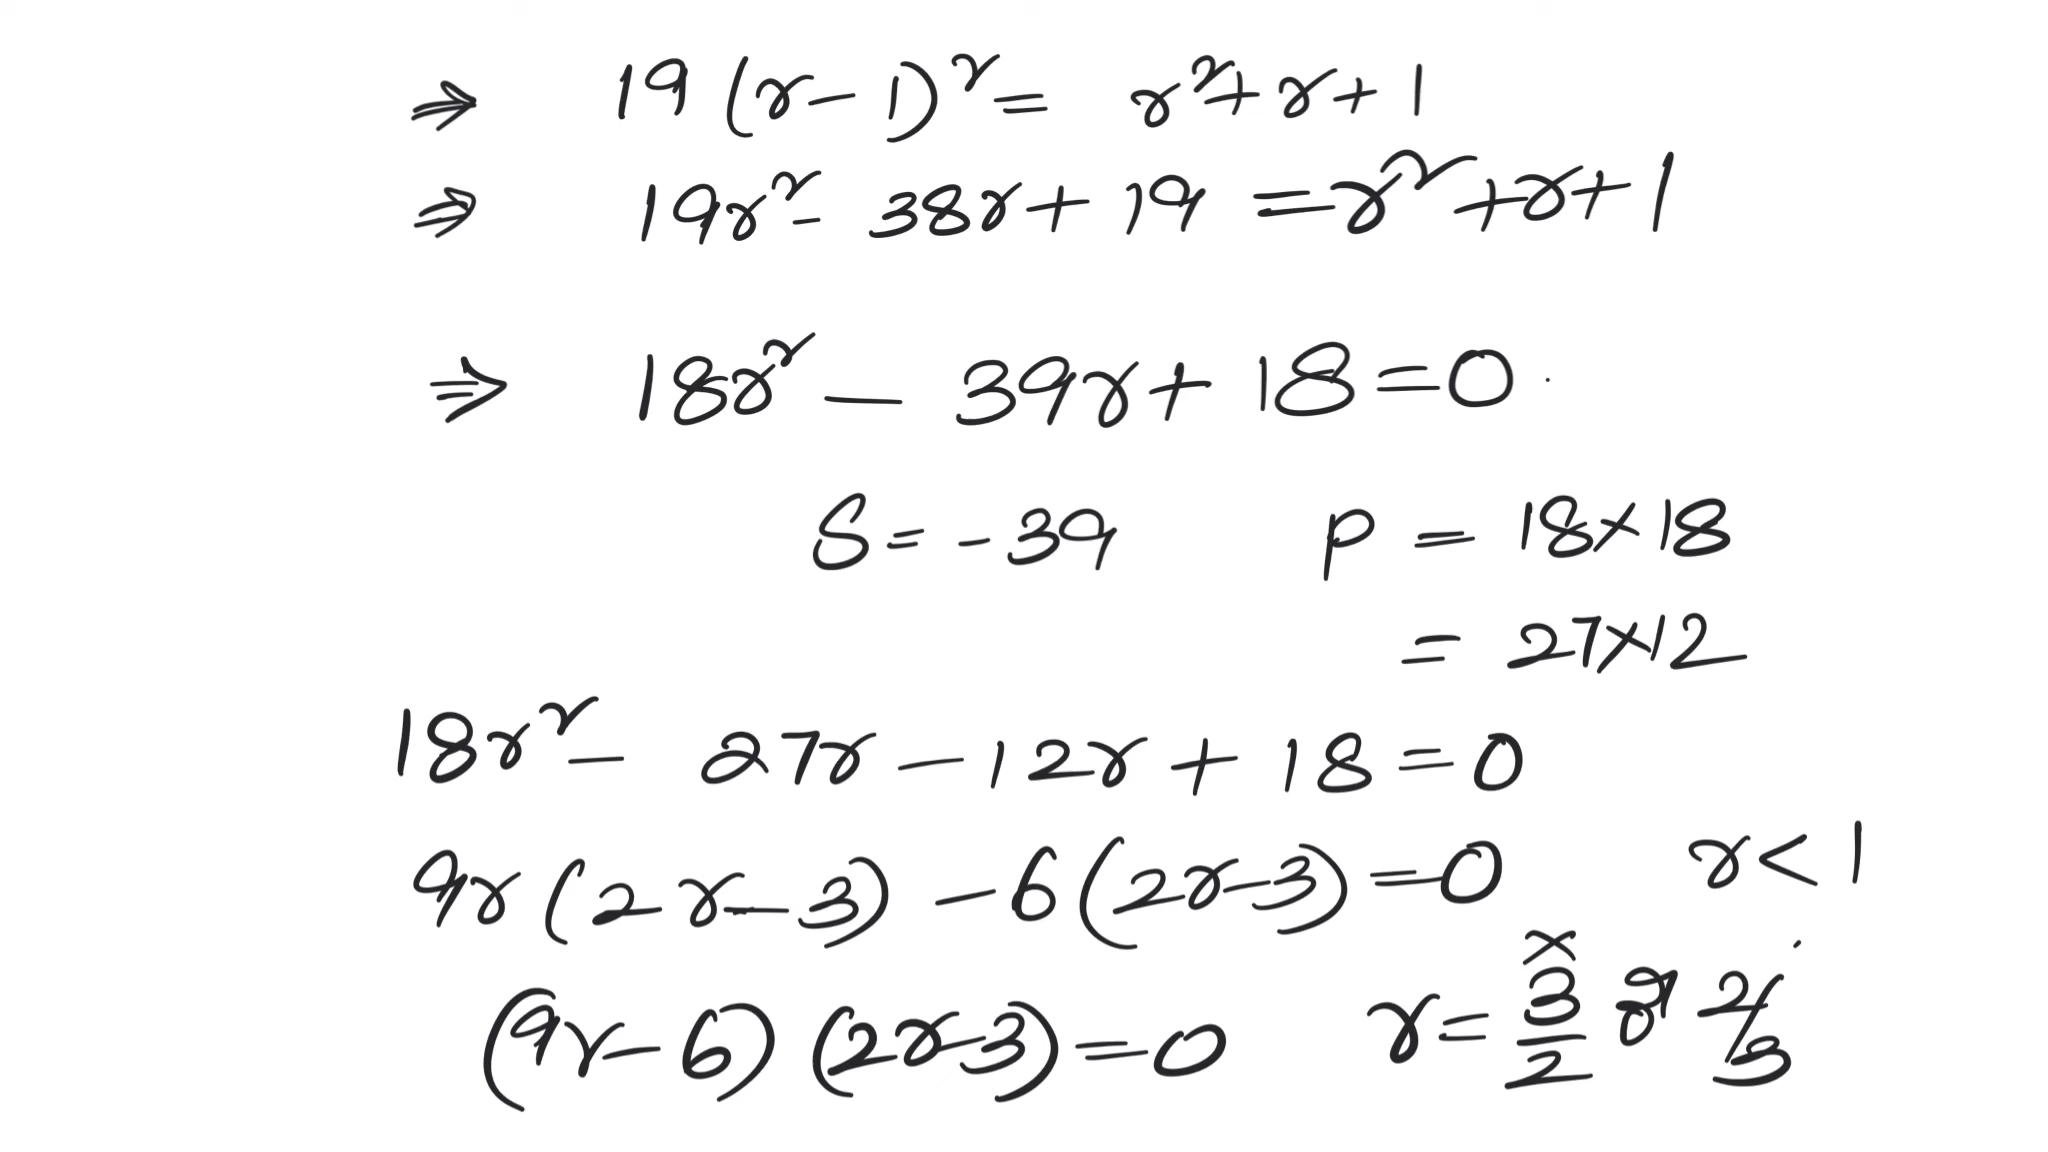 ⇒ 19 (r-1)² = r²+r+1
⇒ 19r² - 38r + 19 = r²+r+1
⇒ 18r² - 39r + 18 = 0
S = -39 P = 18×18
= 27×12
18r² - 27r - 12r + 18 = 0
9r (2r-3) - 6(2r-3) = 0 r < 1
(9r-6) (2r-3) = 0 r = 3/2 2/3